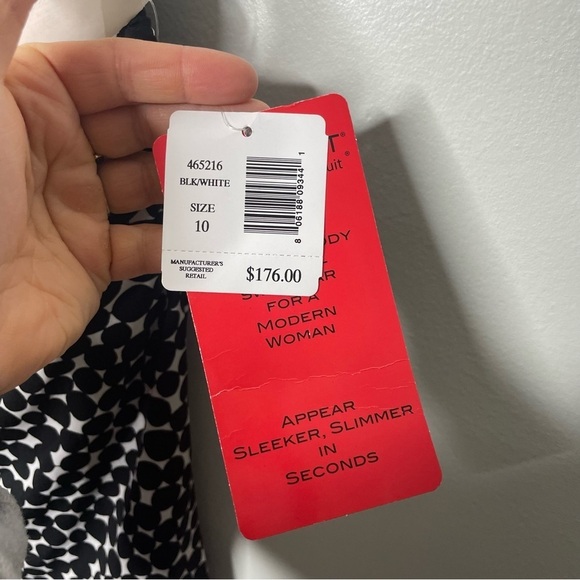 465216
BLK/WHITE
SIZE
10
8 06188 09344 1
MANUFACTURER'S
SUGGESTED
RETAIL
$176.00
FOR A
MODERN
WOMAN
APPEAR
SLEEKER, SLIMMER
IN
SECONDS